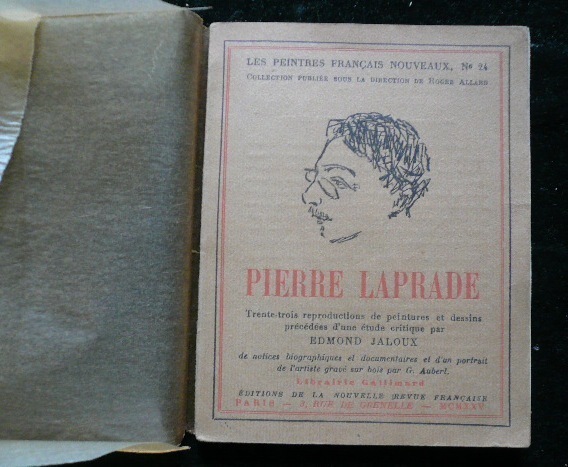 LES PEINTRES FRANÇAIS NOUVEAUX, Nº 24
COLLECTION PUBLIÉE SOUS LA DIRECTION DE ROGER ALLARD
PIERRE LAPRADE
Trente-trois reproductions de peintures et dessins
précédées d'une étude critique par
EDMOND JALOUX
de notices biographiques et documentaires et d'un portrait
de l'artiste gravé sur bois par G. Aubert.
Librairie Gallimard
ÉDITIONS DE LA NOUVELLE REVUE FRANÇAISE
PARIS — 3, RUE DE GRENELLE — MCMXXV